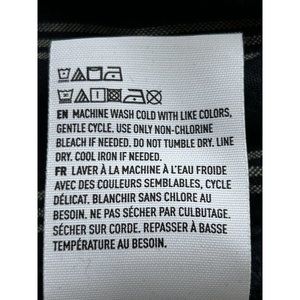 EN MACHINE WASH COLD WITH LIKE COLORS,
GENTLE CYCLE. USE ONLY NON-CHLORINE
BLEACH IF NEEDED. DO NOT TUMBLE DRY. LINE
DRY. COOL IRON IF NEEDED.
FR LAVER À LA MACHINE À L'EAU FROIDE
AVEC DES COULEURS SEMBLABLES, CYCLE
DÉLICAT. BLANCHIR SANS CHLORE AU
BESOIN. NE PAS SÉCHER PAR CULBUTAGE.
SÉCHER SUR CORDE. REPASSER À BASSE
TEMPÉRATURE AU BESOIN.